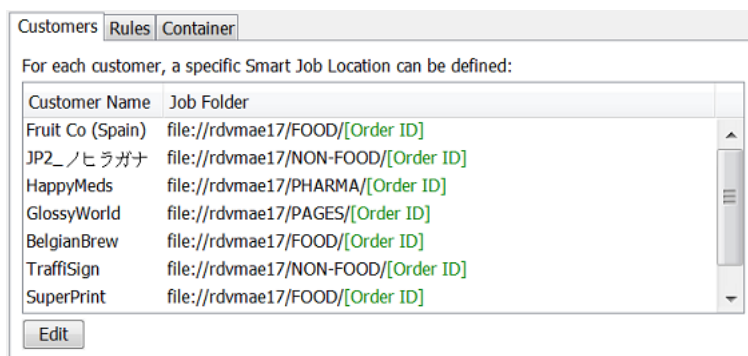 Customers Rules Container
For each customer, a specific Smart Job Location can be defined:
Customer Name Job Folder
Fruit Co (Spain) file://rdvmae17/FOOD/[Order ID]
JP2_ノヒラガナ file://rdvmae17/NON-FOOD/[Order ID]
HappyMeds file://rdvmae17/PHARMA/[Order ID]
GlossyWorld file://rdvmae17/PAGES/[Order ID]
BelgianBrew file://rdvmae17/FOOD/[Order ID]
TraffiSign file://rdvmae17/NON-FOOD/[Order ID]
SuperPrint file://rdvmae17/FOOD/[Order ID]
Edit